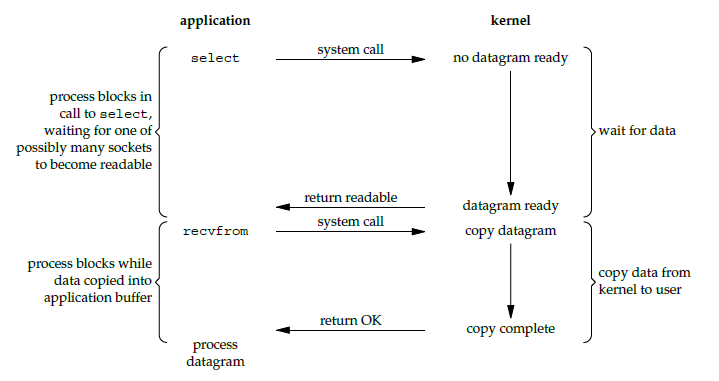 application
kernel
select
system call
no datagram ready
process blocks in
call to select,
waiting for one of
possibly many sockets
to become readable
wait for data
return readable
datagram ready
recvfrom
system call
copy datagram
process blocks while
data copied into
application buffer
copy data from
kernel to user
return OK
copy complete
process
datagram